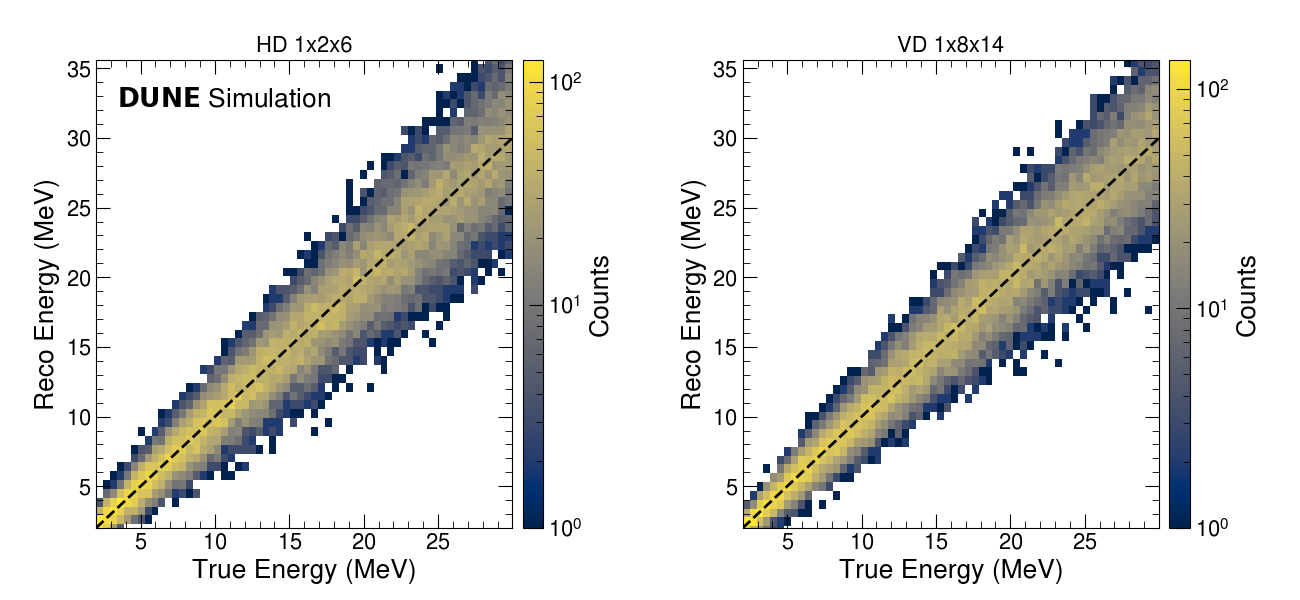 HD 1x2x6
DUNE Simulation
35
30
25
20
15
10
5
Reco Energy (MeV)
5 10 15 20 25
True Energy (MeV)
10²
10¹
10⁰
Counts
VD 1x8x14
35
30
25
20
15
10
5
Reco Energy (MeV)
5 10 15 20 25
True Energy (MeV)
10²
10¹
10⁰
Counts